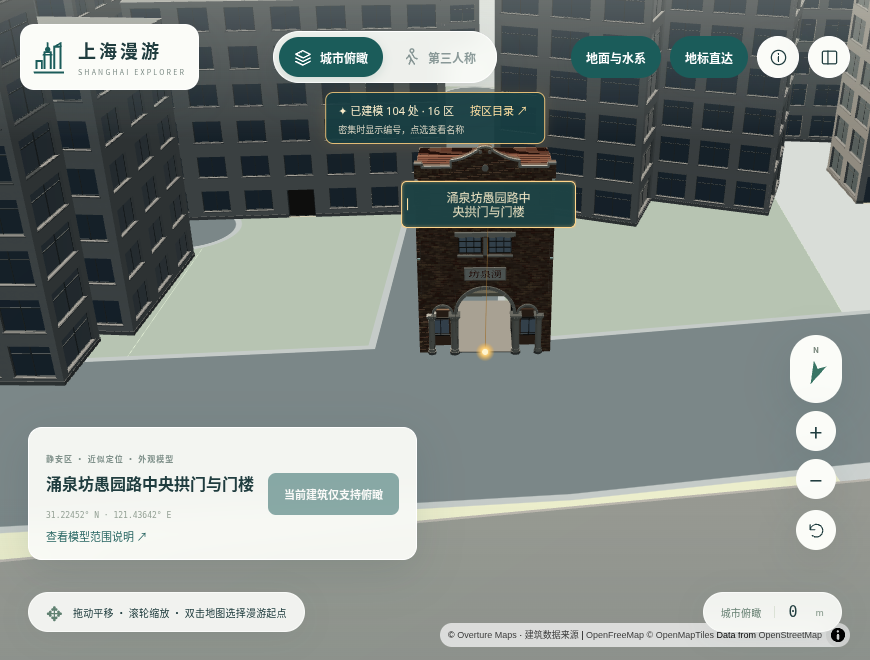 上海漫游
SHANGHAI EXPLORER
城市俯瞰
第三人称
地面与水系
地标直达
✦ 已建模 104 处 · 16 区 按区目录 ↗
密集时显示编号，点选查看名称
涌泉坊愚园路中
央拱门与门楼
坊泉涌
N
静安区 · 近似定位 · 外观模型
涌泉坊愚园路中央拱门与门楼
当前建筑仅支持俯瞰
31.22452° N · 121.43642° E
查看模型范围说明 ↗
拖动平移 · 滚轮缩放 · 双击地图选择漫游起点
城市俯瞰 0 m
© Overture Maps · 建筑数据来源 | OpenFreeMap © OpenMapTiles Data from OpenStreetMap